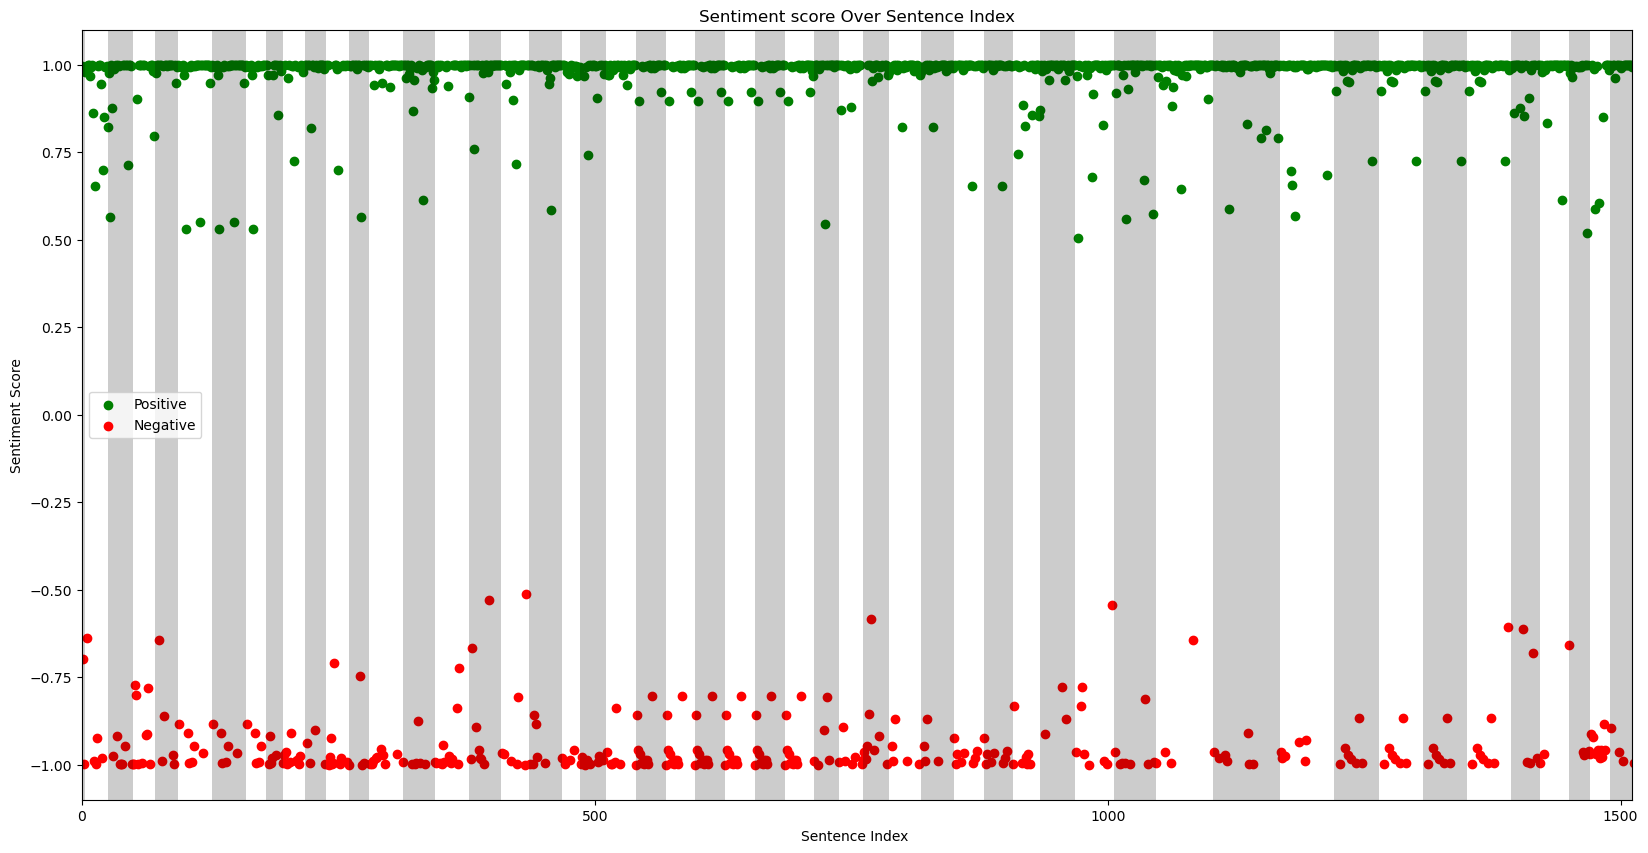 Sentiment score Over Sentence Index
1.00
0.75
0.50
0.25
0.00
−0.25
−0.50
−0.75
−1.00
Sentiment Score
Positive
Negative
0
500
1000
1500
Sentence Index